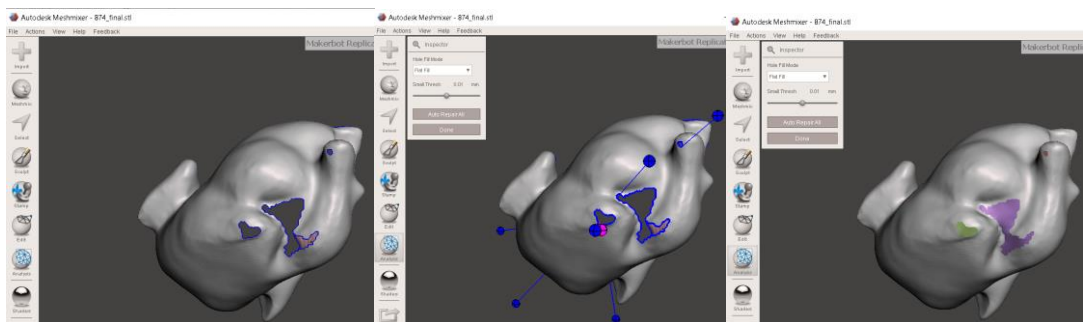 Autodesk Meshmixer - 874_final.stl
File Actions View Help Feedback
Makerbot Replica
Import
Meshmix
Select
Sculpt
Stamp
Edit
Analysis
Shaders
Autodesk Meshmixer - 874_final.stl
File Actions View Help Feedback
Makerbot Replic
Inspector
Hole Fill Mode
Flat Fill
Small Thresh 0.01 mm
Auto Repair All
Done
Import
Meshmix
Select
Sculpt
Stamp
Edit
Analysis
Shaders
Autodesk Meshmixer - 874_final.stl
File Actions View Help Feedback
Makerbot Re
Inspector
Hole Fill Mode
Flat Fill
Small Thresh 0.01 mm
Auto Repair All
Done
Import
Meshmix
Select
Sculpt
Stamp
Edit
Analysis
Shaders